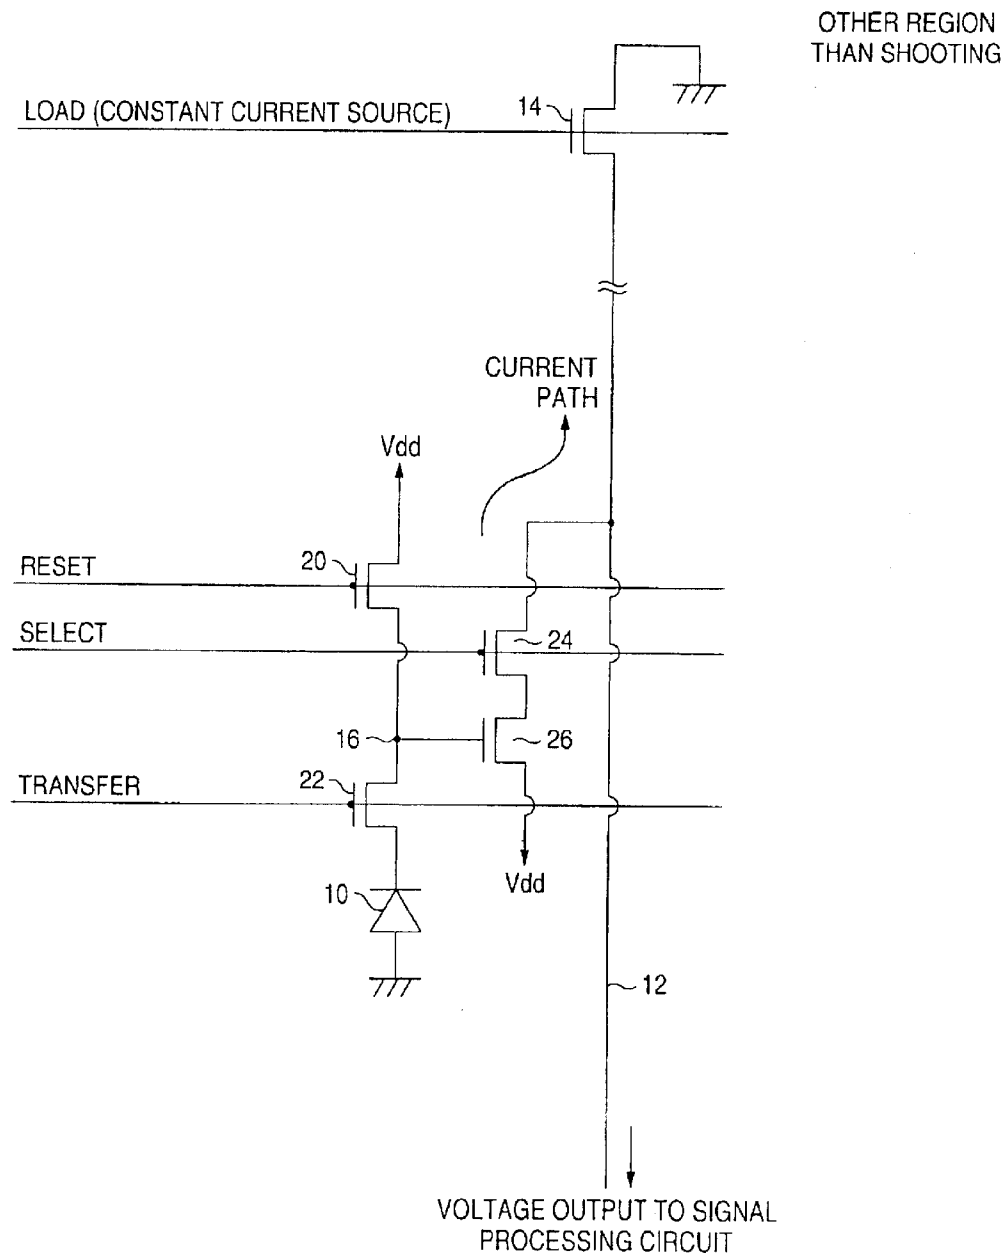 OTHER REGION
THAN SHOOTING
LOAD (CONSTANT CURRENT SOURCE)
14
CURRENT
PATH
Vdd
RESET
20
SELECT
24
16
26
TRANSFER
22
Vdd
10
12
VOLTAGE OUTPUT TO SIGNAL
PROCESSING CIRCUIT